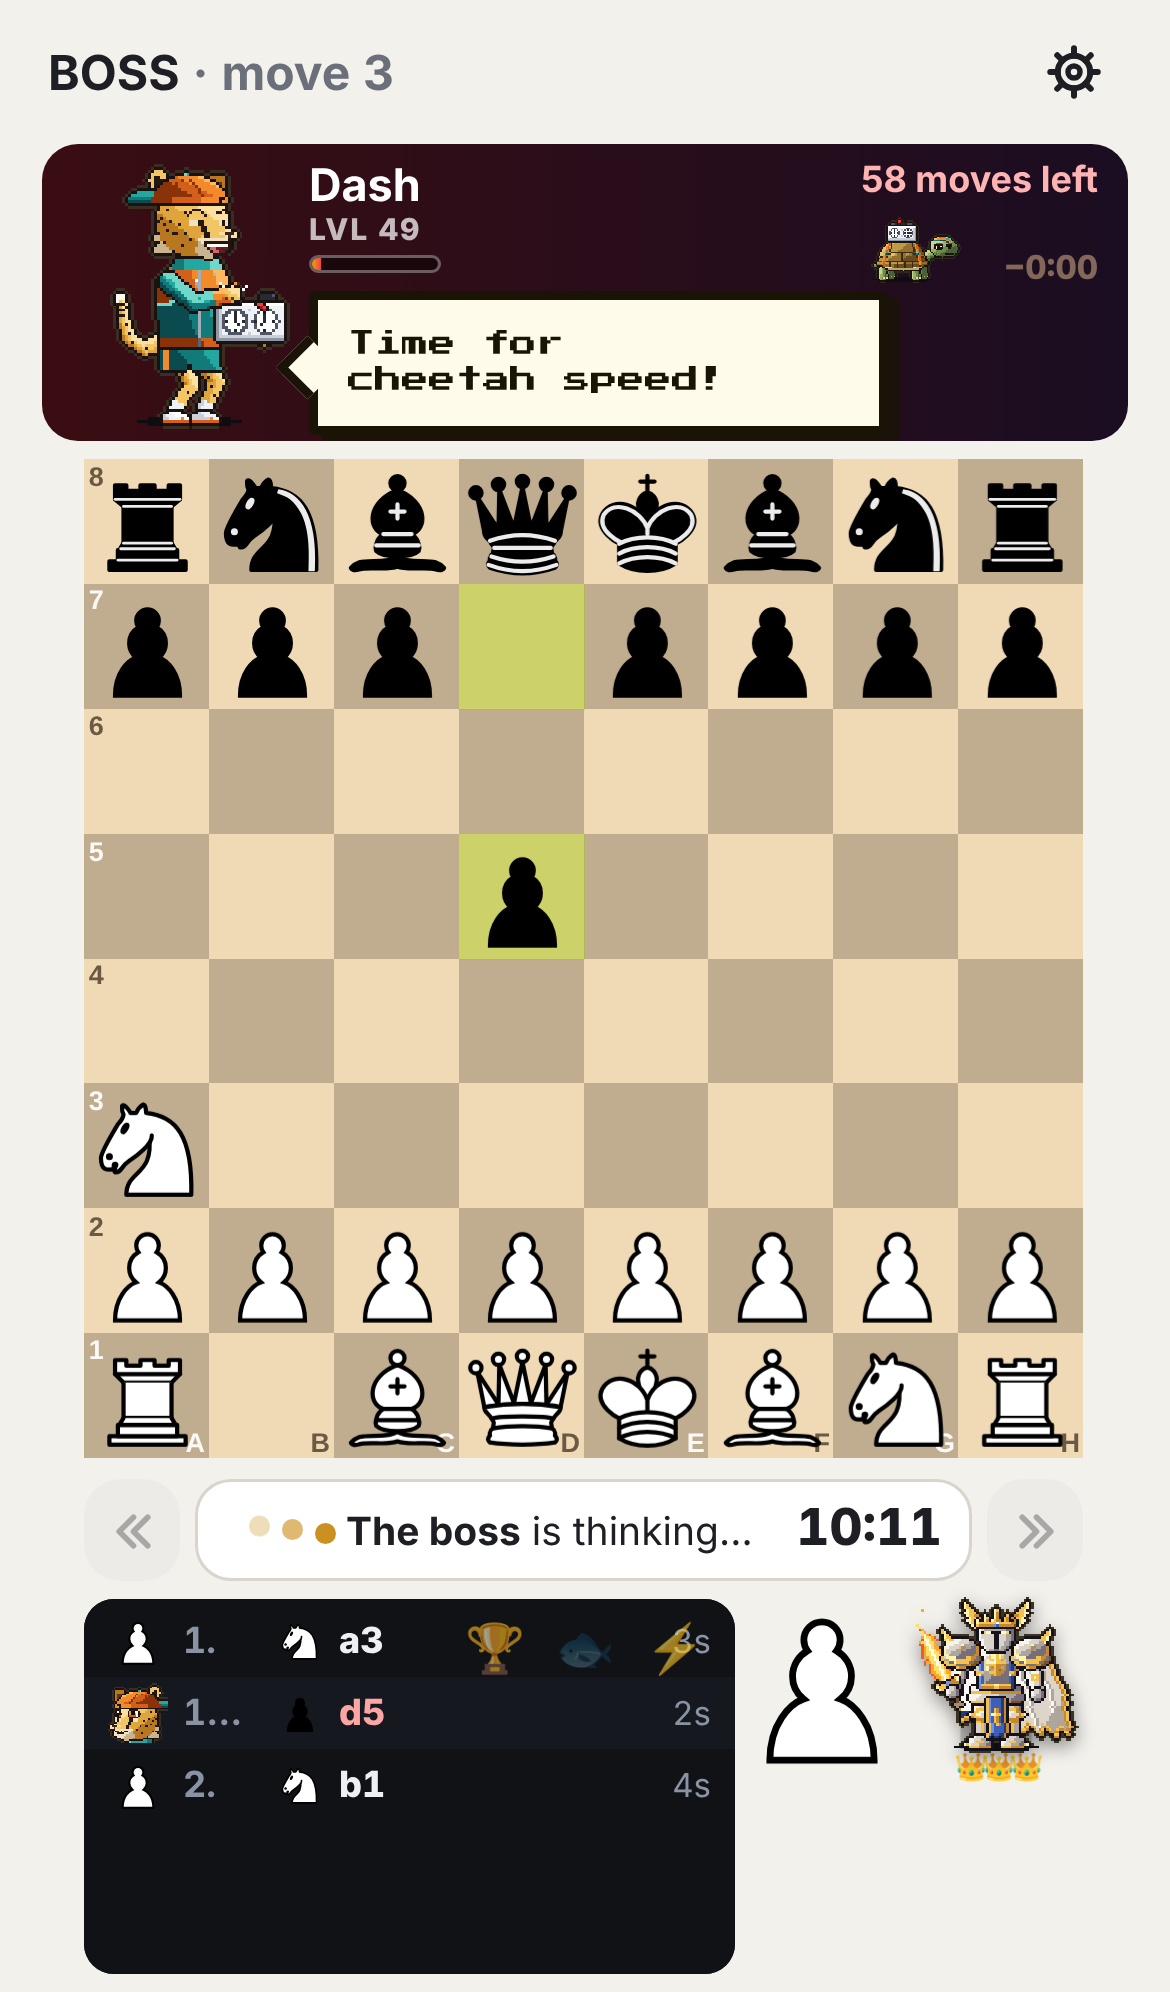 BOSS · move 3
Dash
LVL 49
58 moves left
−0:00
Time for
cheetah speed!
8
7
6
5
4
3
2
1
A B C D E F G H
The boss is thinking... 10:11
1. a3 3s
1... d5 2s
2. b1 4s